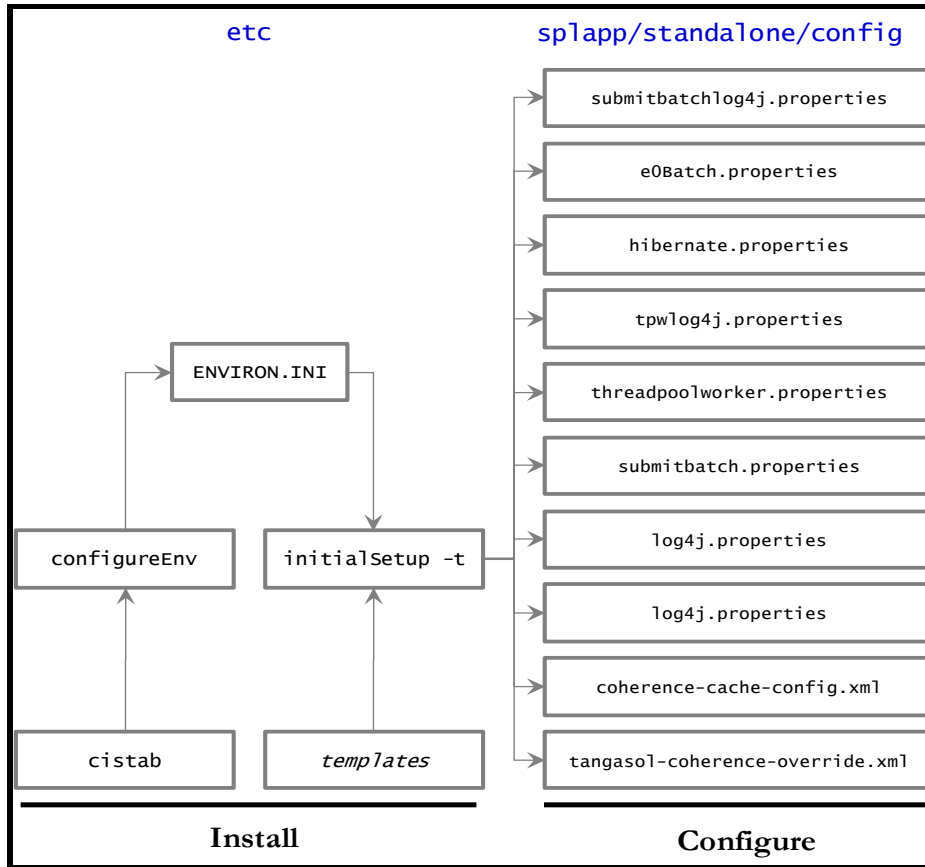 etc
splapp/standalone/config
submitbatchlog4j.properties
e0Batch.properties
hibernate.properties
tpwlog4j.properties
ENVIRON.INI
threadpoolworker.properties
submitbatch.properties
configureEnv
initialSetup -t
log4j.properties
log4j.properties
coherence-cache-config.xml
cistab
templates
tangasol-coherence-override.xml
Install
Configure